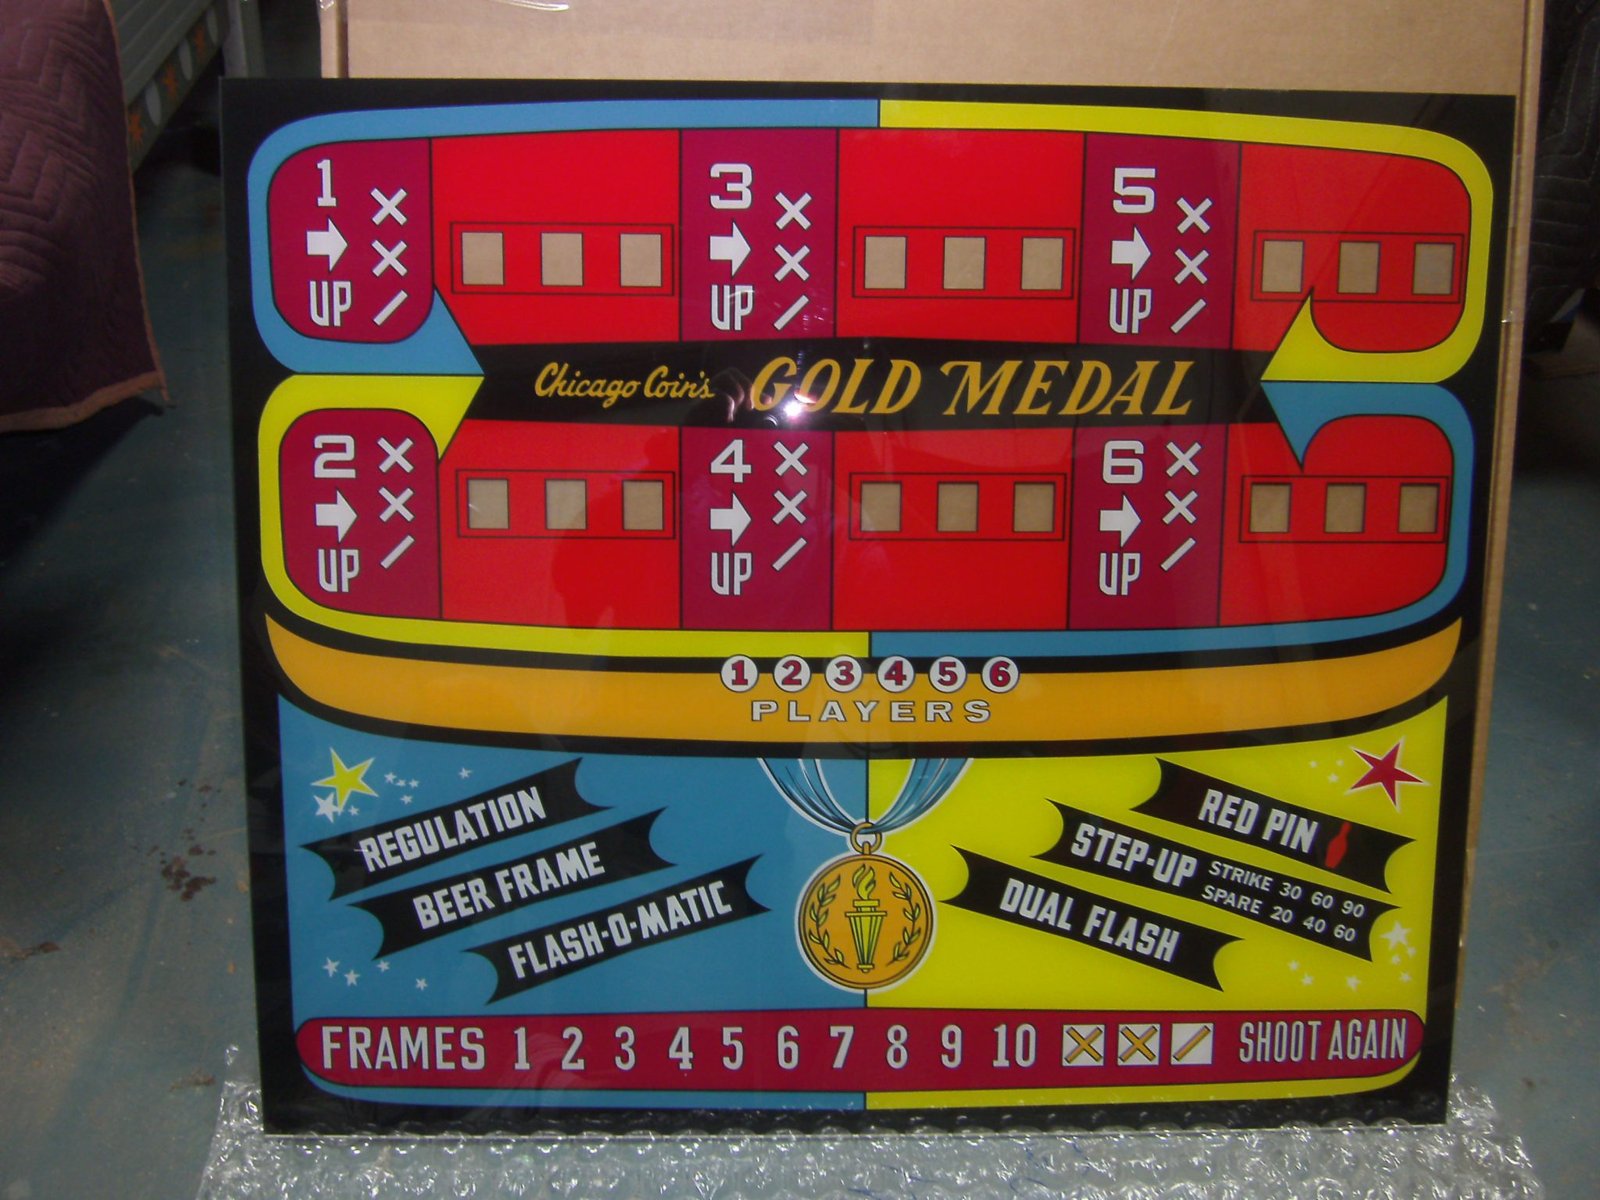 1 UP
3 UP
5 UP
Chicago Coin's GOLD MEDAL
2 UP
4 UP
6 UP
1 2 3 4 5 6
PLAYERS
REGULATION
BEER FRAME
FLASH-O-MATIC
RED PIN
STEP-UP STRIKE 30 60 90
SPARE 20 40 60
DUAL FLASH
FRAMES 1 2 3 4 5 6 7 8 9 10 SHOOT AGAIN